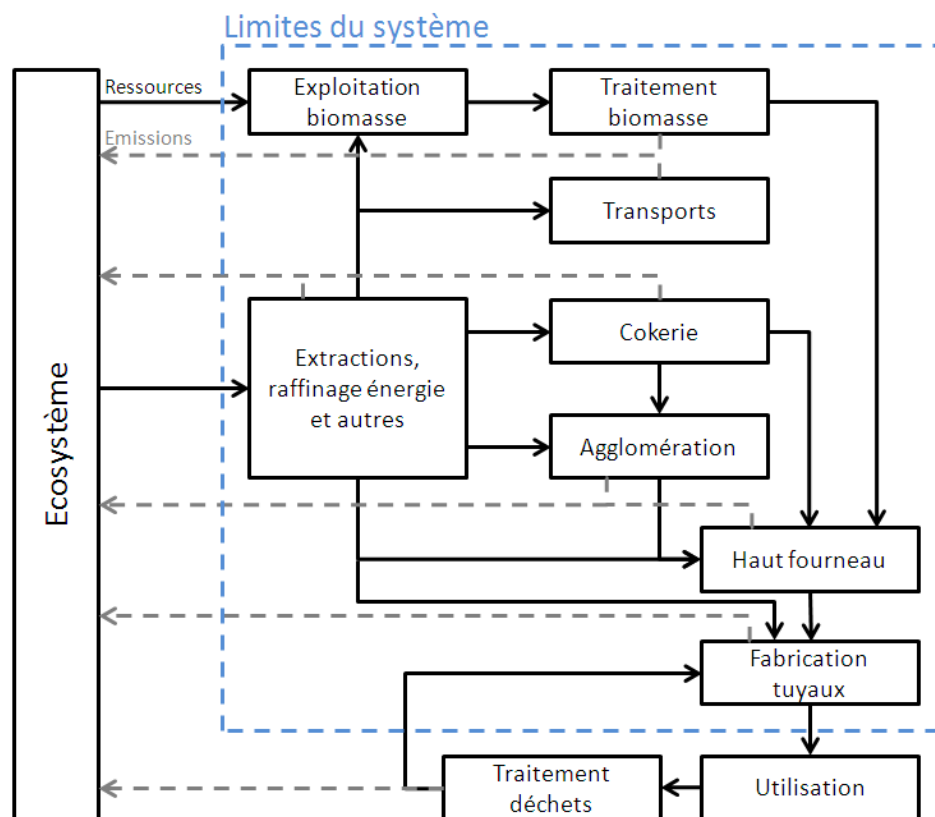 Limites du système
Ressources
Exploitation
biomasse
Traitement
biomasse
Emissions
Transports
Extractions,
raffinage énergie
et autres
Cokerie
Agglomération
Ecosystème
Haut fourneau
Fabrication
tuyaux
Traitement
déchets
Utilisation